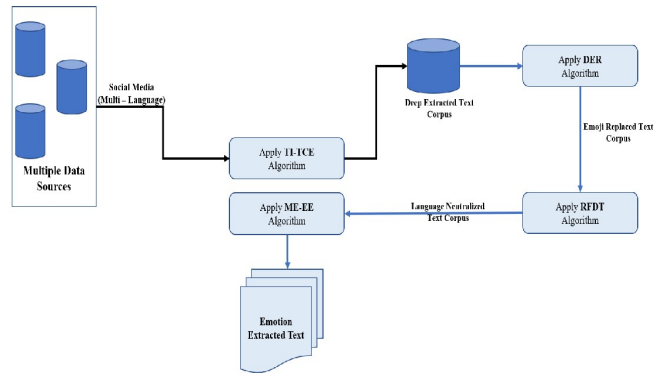 Social Media
(Multi – Language)
Multiple Data
Sources
Apply TI-TCE
Algorithm
Deep Extracted Text
Corpus
Apply DER
Algorithm
Emoji Replaced Text
Corpus
Apply RFDT
Algorithm
Language Neutralized
Text Corpus
Apply ME-EE
Algorithm
Emotion
Extracted Text